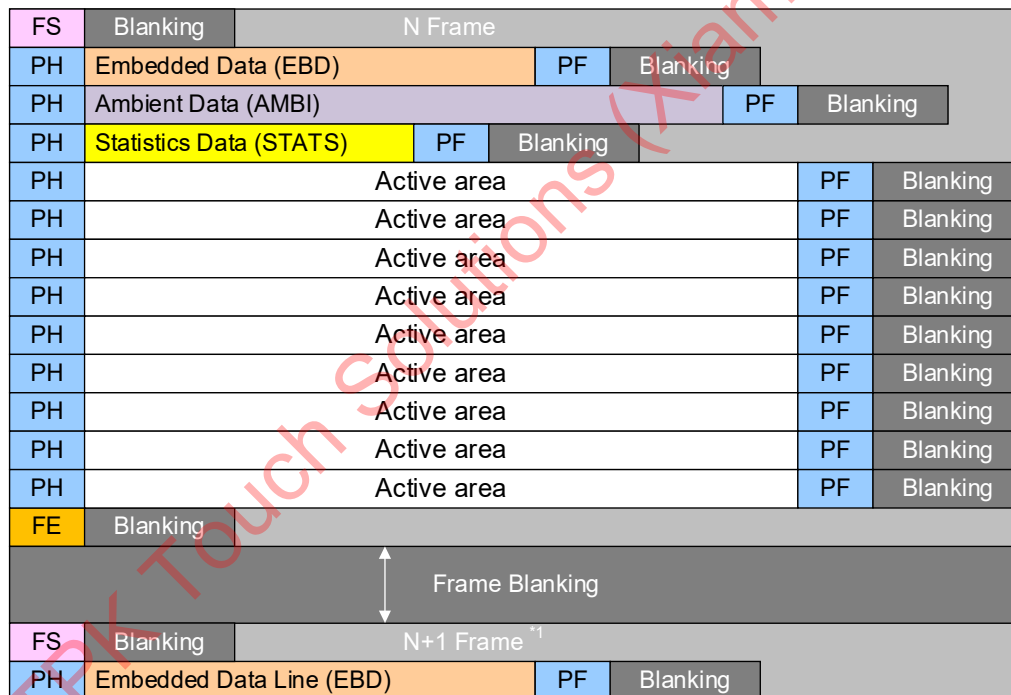 FS Blanking N Frame
PH Embedded Data (EBD) PF Blanking
PH Ambient Data (AMBI) PF Blanking
PH Statistics Data (STATS) PF Blanking
PH Active area PF Blanking
PH Active area PF Blanking
PH Active area PF Blanking
PH Active area PF Blanking
PH Active area PF Blanking
PH Active area PF Blanking
PH Active area PF Blanking
PH Active area PF Blanking
PH Active area PF Blanking
FE Blanking
Frame Blanking
FS Blanking N+1 Frame *1
PH Embedded Data Line (EBD) PF Blanking
TPK Touch Solutions (Xiam